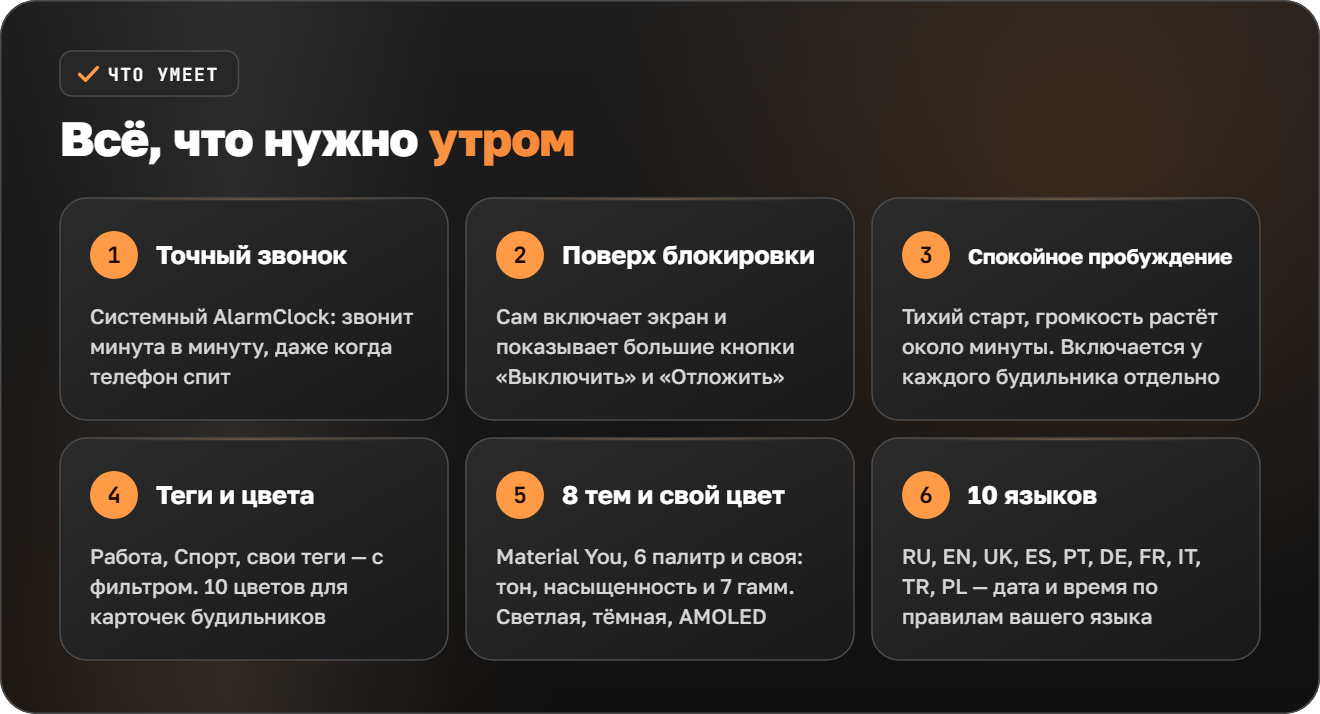 ЧТО УМЕЕТ
Всё, что нужно утром
1 Точный звонок
Системный AlarmClock: звонит
минута в минуту, даже когда
телефон спит
2 Поверх блокировки
Сам включает экран и
показывает большие кнопки
«Выключить» и «Отложить»
3 Спокойное пробуждение
Тихий старт, громкость растёт
около минуты. Включается у
каждого будильника отдельно
4 Теги и цвета
Работа, Спорт, свои теги — с
фильтром. 10 цветов для
карточек будильников
5 8 тем и свой цвет
Material You, 6 палитр и своя:
тон, насыщенность и 7 гамм.
Светлая, тёмная, AMOLED
6 10 языков
RU, EN, UK, ES, PT, DE, FR, IT,
TR, PL — дата и время по
правилам вашего языка